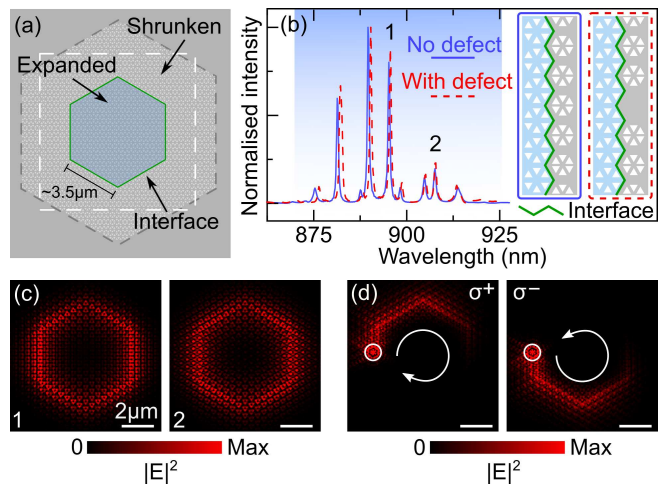 (a)
Shrunken
Expanded
~3.5μm
Interface
(b)
Normalised intensity
No defect
With defect
1
2
875
900
925
Wavelength (nm)
Interface
(c)
1
2μm
2
0
Max
|E|²
(d)
σ⁺
σ⁻
0
Max
|E|²